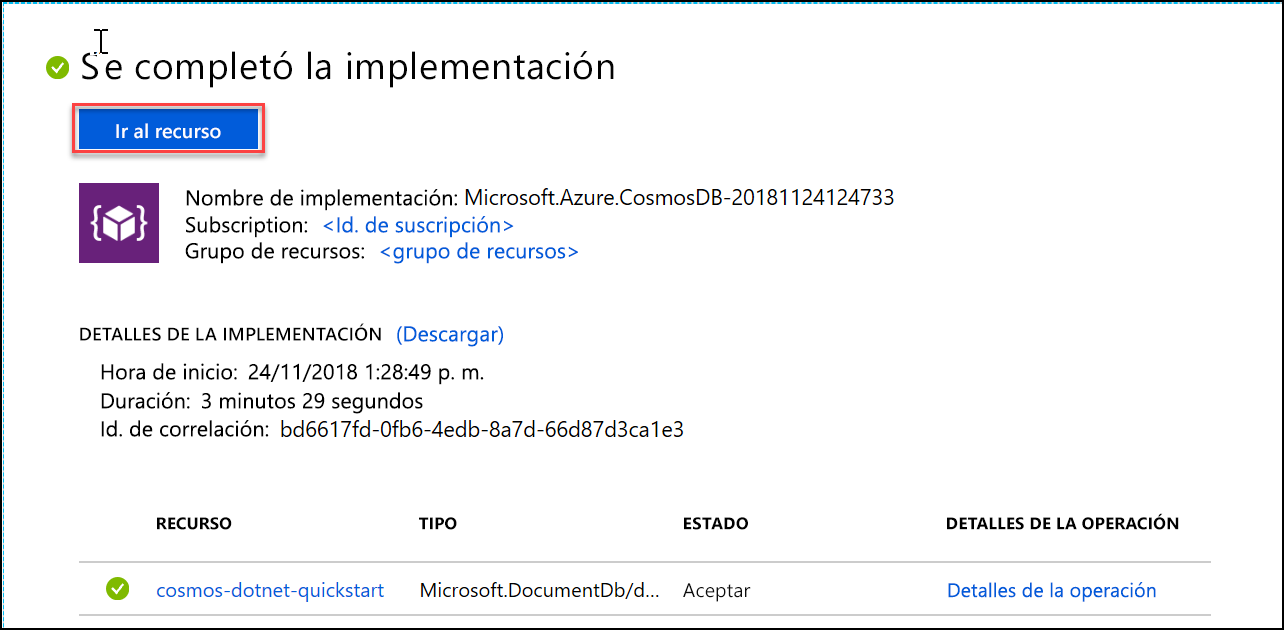 Se completó la implementación
Ir al recurso
Nombre de implementación: Microsoft.Azure.CosmosDB-20181124124733
Subscription: <Id. de suscripción>
Grupo de recursos: <grupo de recursos>
DETALLES DE LA IMPLEMENTACIÓN (Descargar)
Hora de inicio: 24/11/2018 1:28:49 p. m.
Duración: 3 minutos 29 segundos
Id. de correlación: bd6617fd-0fb6-4edb-8a7d-66d87d3ca1e3
RECURSO TIPO ESTADO DETALLES DE LA OPERACIÓN
cosmos-dotnet-quickstart Microsoft.DocumentDb/d... Aceptar Detalles de la operación